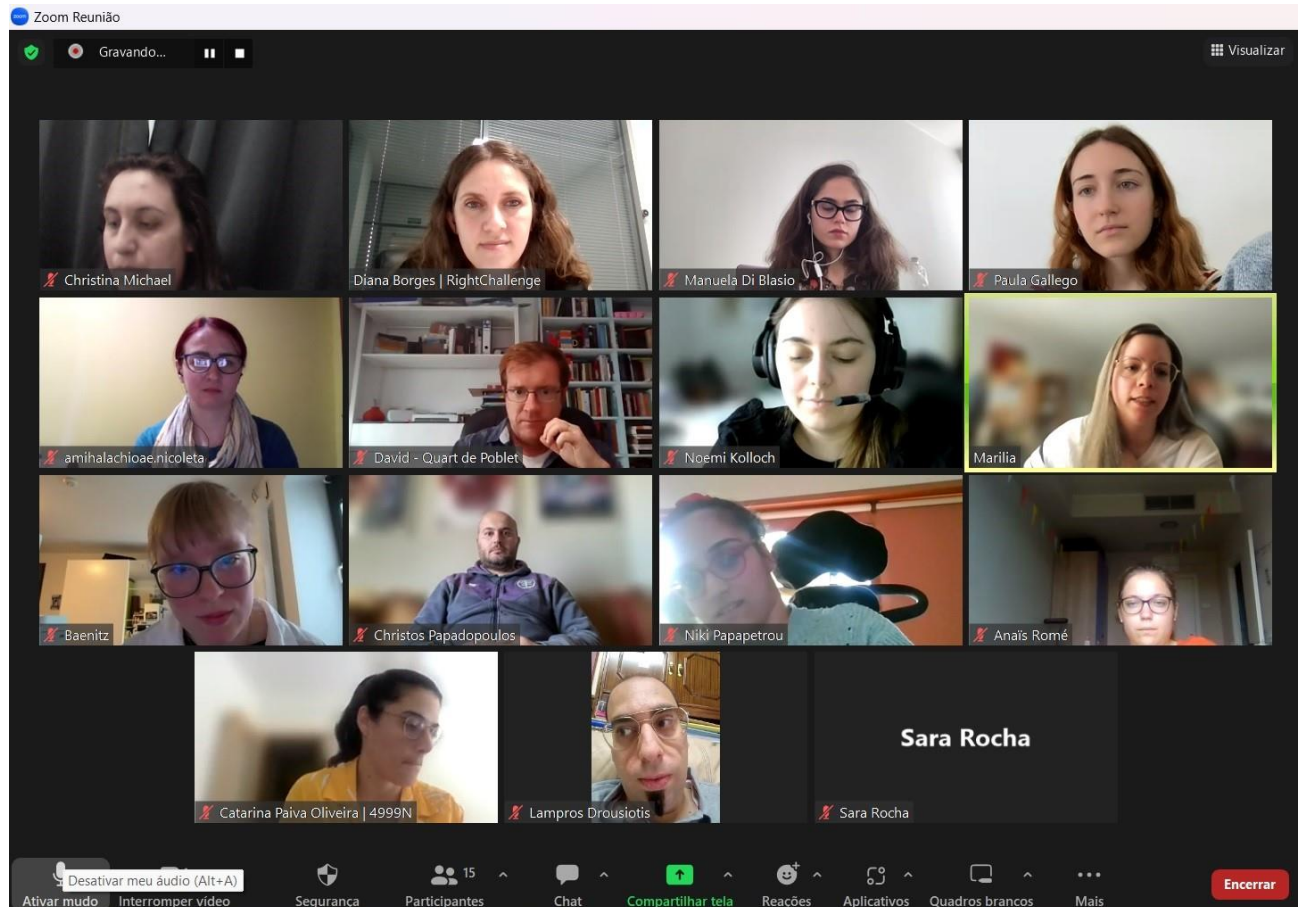 zoom Zoom Reunião
Gravando...
Visualizar
Christina Michael
Diana Borges | RightChallenge
Manuela Di Blasio
Paula Gallego
amihalachioae.nicoleta
David - Quart de Poblet
Noemi Kolloch
Marilia
Baenitz
Christos Papadopoulos
Niki Papapetrou
Anaïs Romé
Sara Rocha
Catarina Paiva Oliveira | 4999N
Lampros Drousiotis
Sara Rocha
15
Desativar meu áudio (Alt+A)
Encerrar
Ativar mudo
Interromper vídeo
Segurança
Participantes
Chat
Compartilhar tela
Reações
Aplicativos
Quadros brancos
Mais